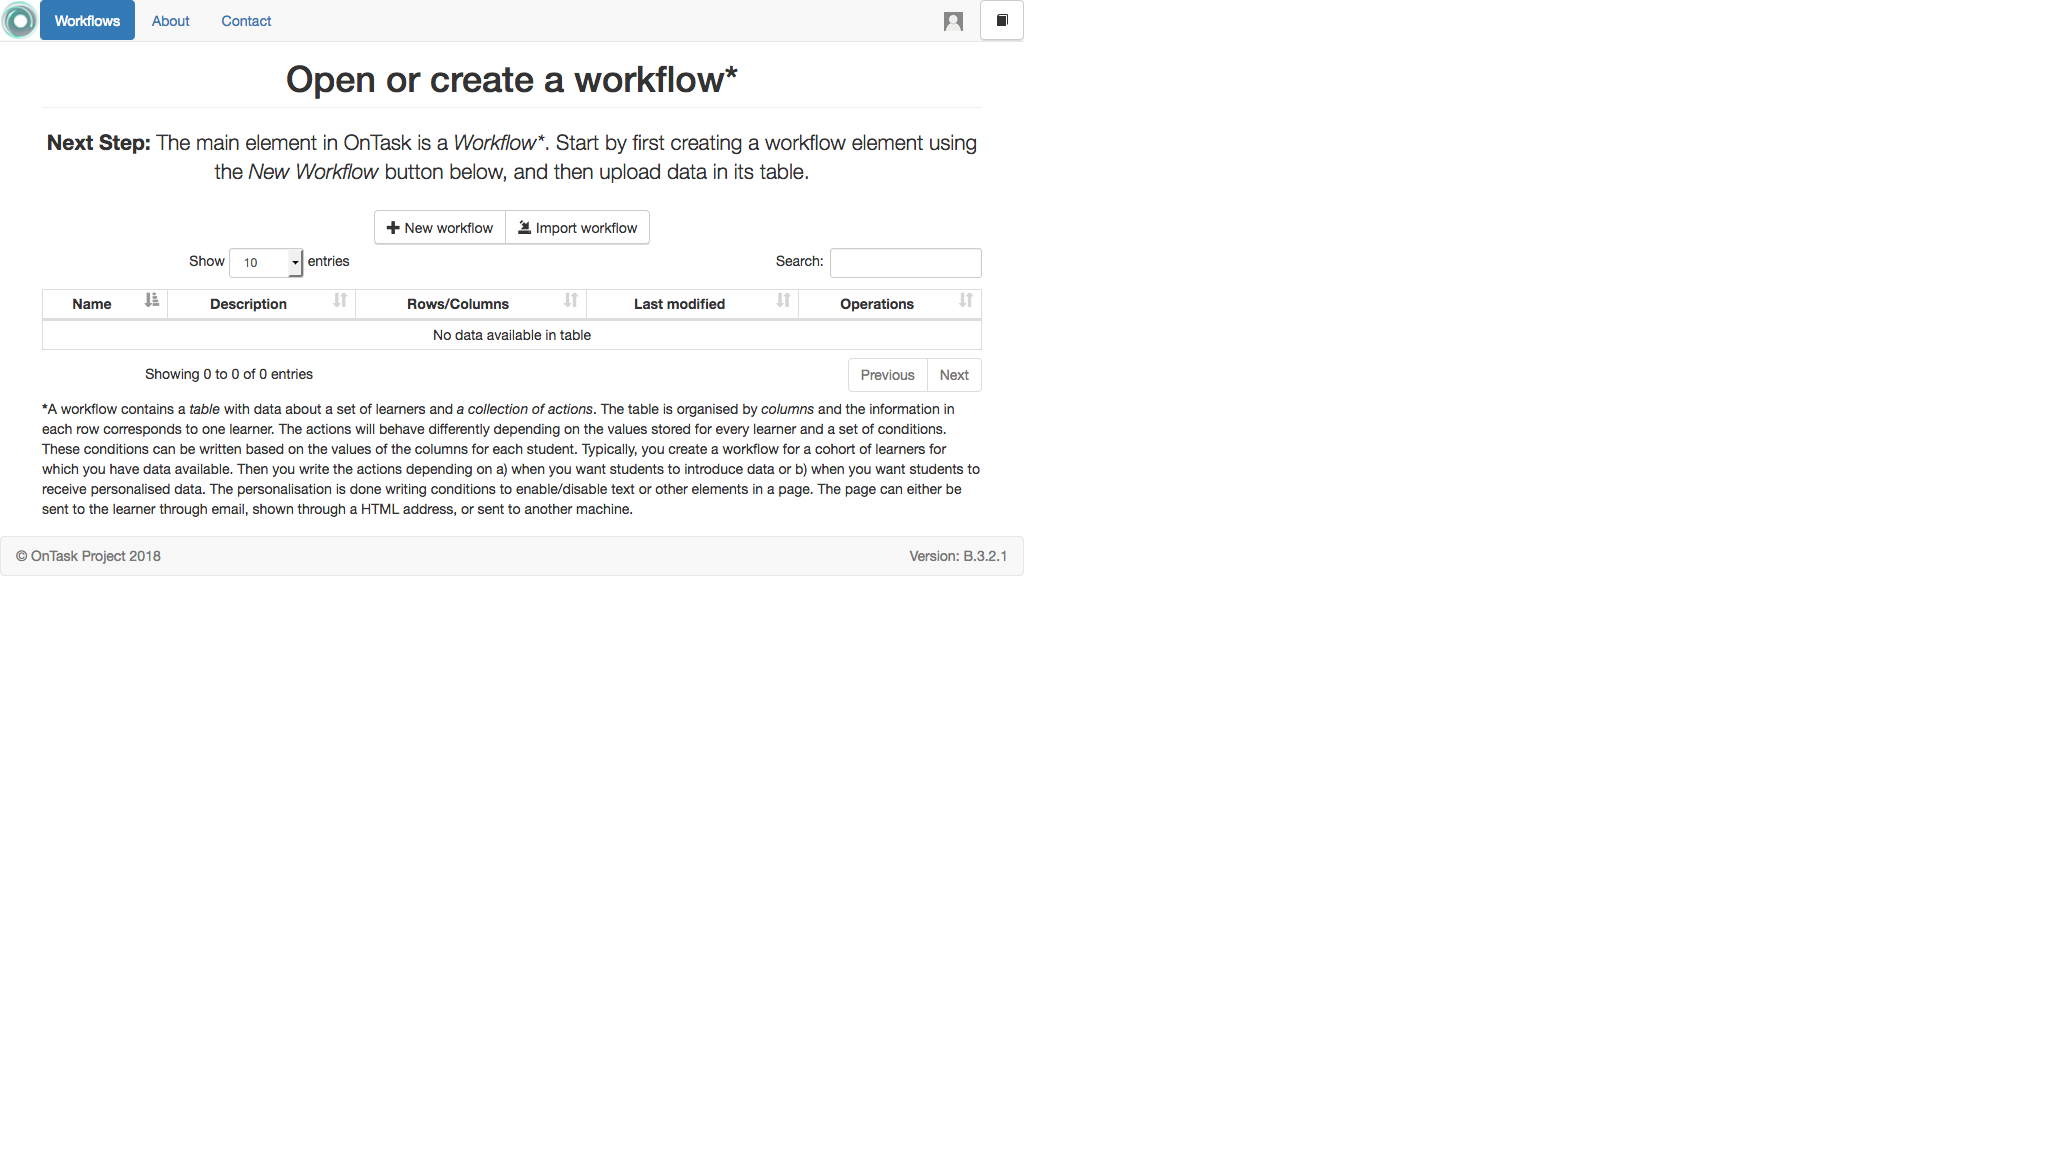 Workflows About Contact
Open or create a workflow*
Next Step: The main element in OnTask is a Workflow*. Start by first creating a workflow element using
the New Workflow button below, and then upload data in its table.
New workflow Import workflow
Show 10 entries Search:
Name Description Rows/Columns Last modified Operations
No data available in table
Showing 0 to 0 of 0 entries Previous Next
*A workflow contains a table with data about a set of learners and a collection of actions. The table is organised by columns and the information in
each row corresponds to one learner. The actions will behave differently depending on the values stored for every learner and a set of conditions.
These conditions can be written based on the values of the columns for each student. Typically, you create a workflow for a cohort of learners for
which you have data available. Then you write the actions depending on a) when you want students to introduce data or b) when you want students to
receive personalised data. The personalisation is done writing conditions to enable/disable text or other elements in a page. The page can either be
sent to the learner through email, shown through a HTML address, or sent to another machine.
© OnTask Project 2018 Version: B.3.2.1